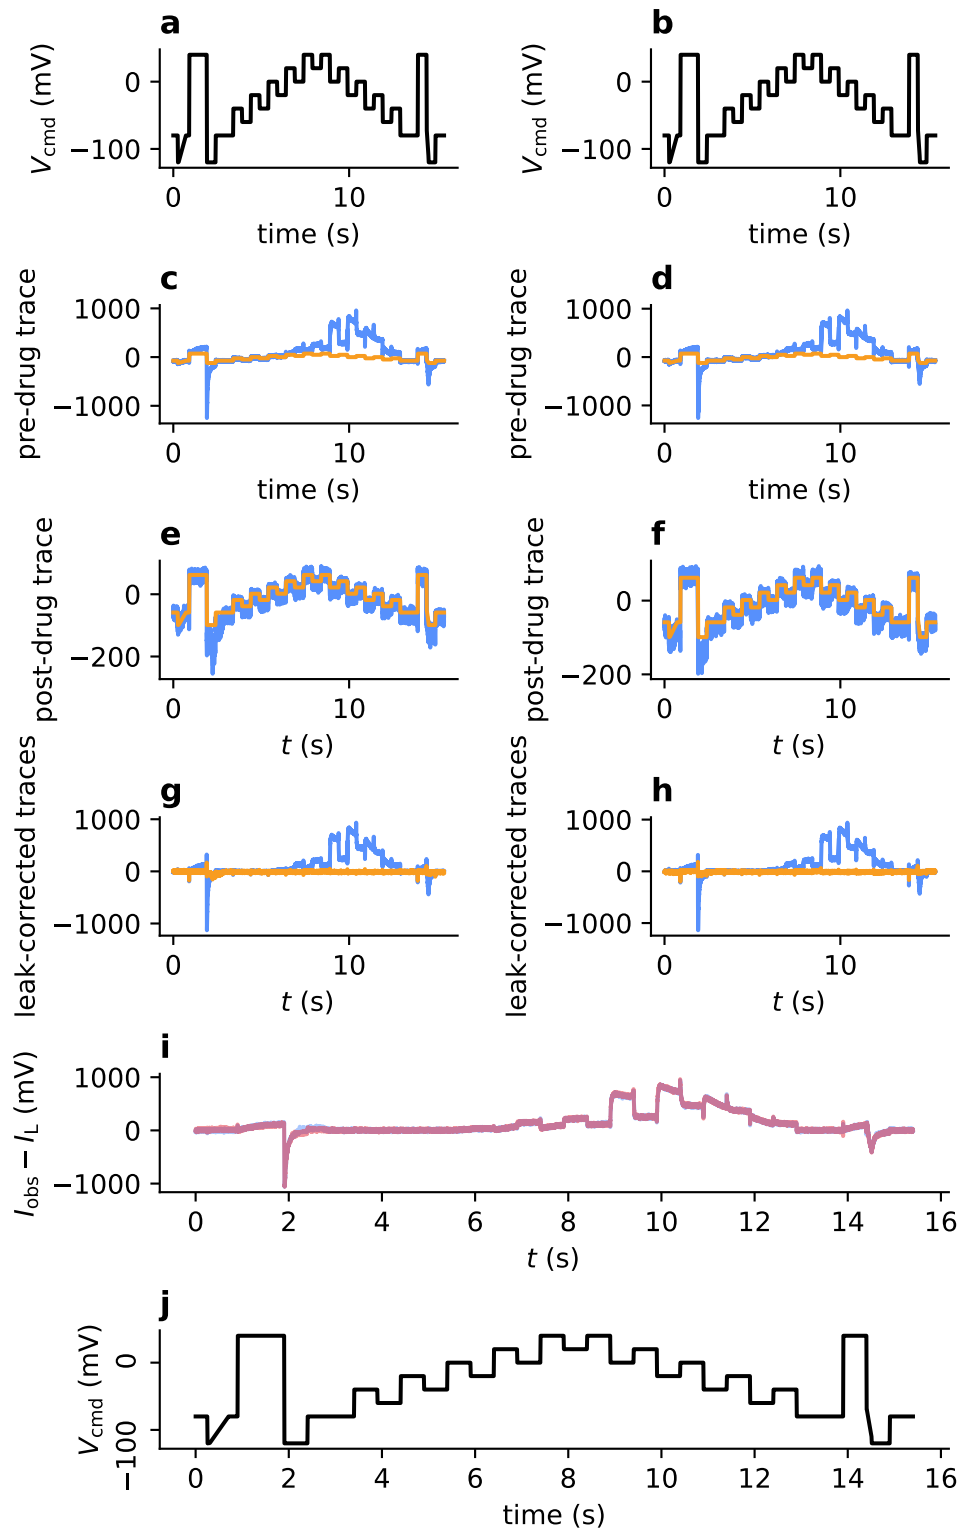 a
b
V_cmd (mV)
0
−100
0
10
time (s)
V_cmd (mV)
0
−100
0
10
time (s)
c
d
pre-drug trace
1000
0
−1000
0
10
time (s)
pre-drug trace
1000
0
−1000
0
10
time (s)
e
f
post-drug trace
0
−200
0
10
t (s)
post-drug trace
0
−200
0
10
t (s)
g
h
leak-corrected traces
1000
0
−1000
0
10
t (s)
leak-corrected traces
1000
0
−1000
0
10
t (s)
i
I_obs − I_L (mV)
1000
0
−1000
0 2 4 6 8 10 12 14 16
t (s)
j
V_cmd (mV)
0
−100
0 2 4 6 8 10 12 14 16
time (s)